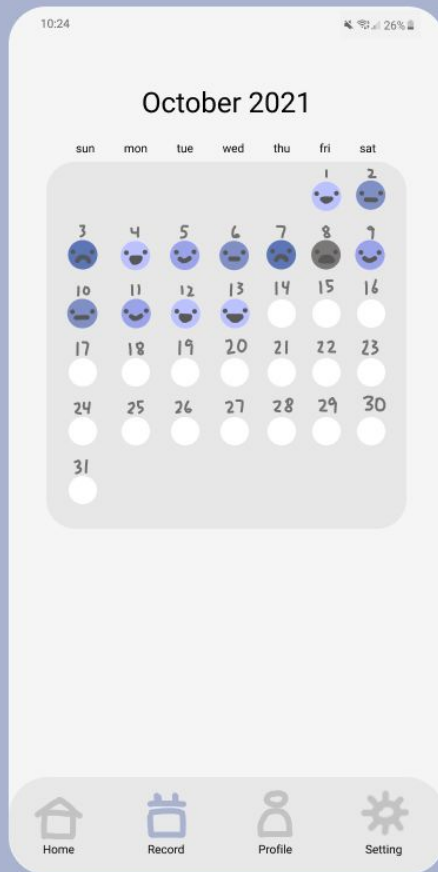 10:24 26%
October 2021
sun mon tue wed thu fri sat
1 2
3 4 5 6 7 8 9
10 11 12 13 14 15 16
17 18 19 20 21 22 23
24 25 26 27 28 29 30
31
Home Record Profile Setting